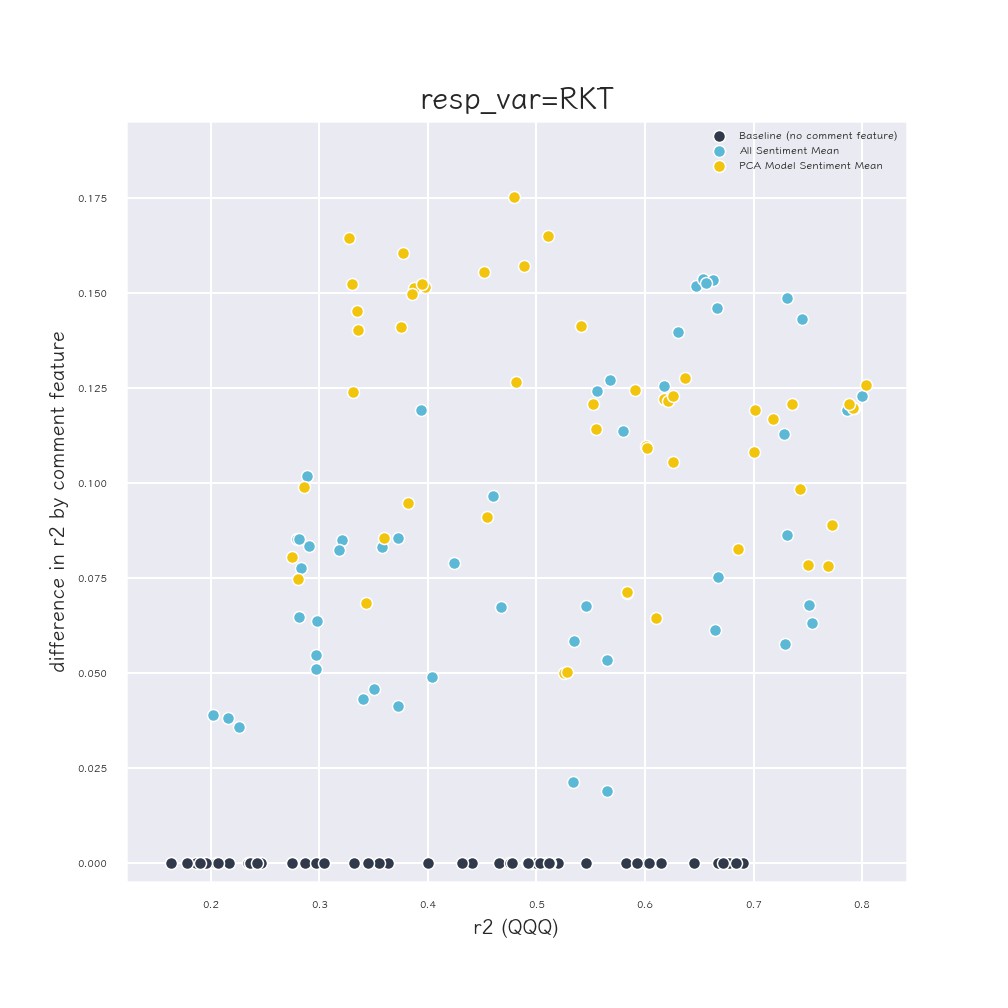 resp_var=RKT
Baseline (no comment feature)
All Sentiment Mean
PCA Model Sentiment Mean
difference in r2 by comment feature
0.175
0.150
0.125
0.100
0.075
0.050
0.025
0.000
0.2 0.3 0.4 0.5 0.6 0.7 0.8
r2 (QQQ)